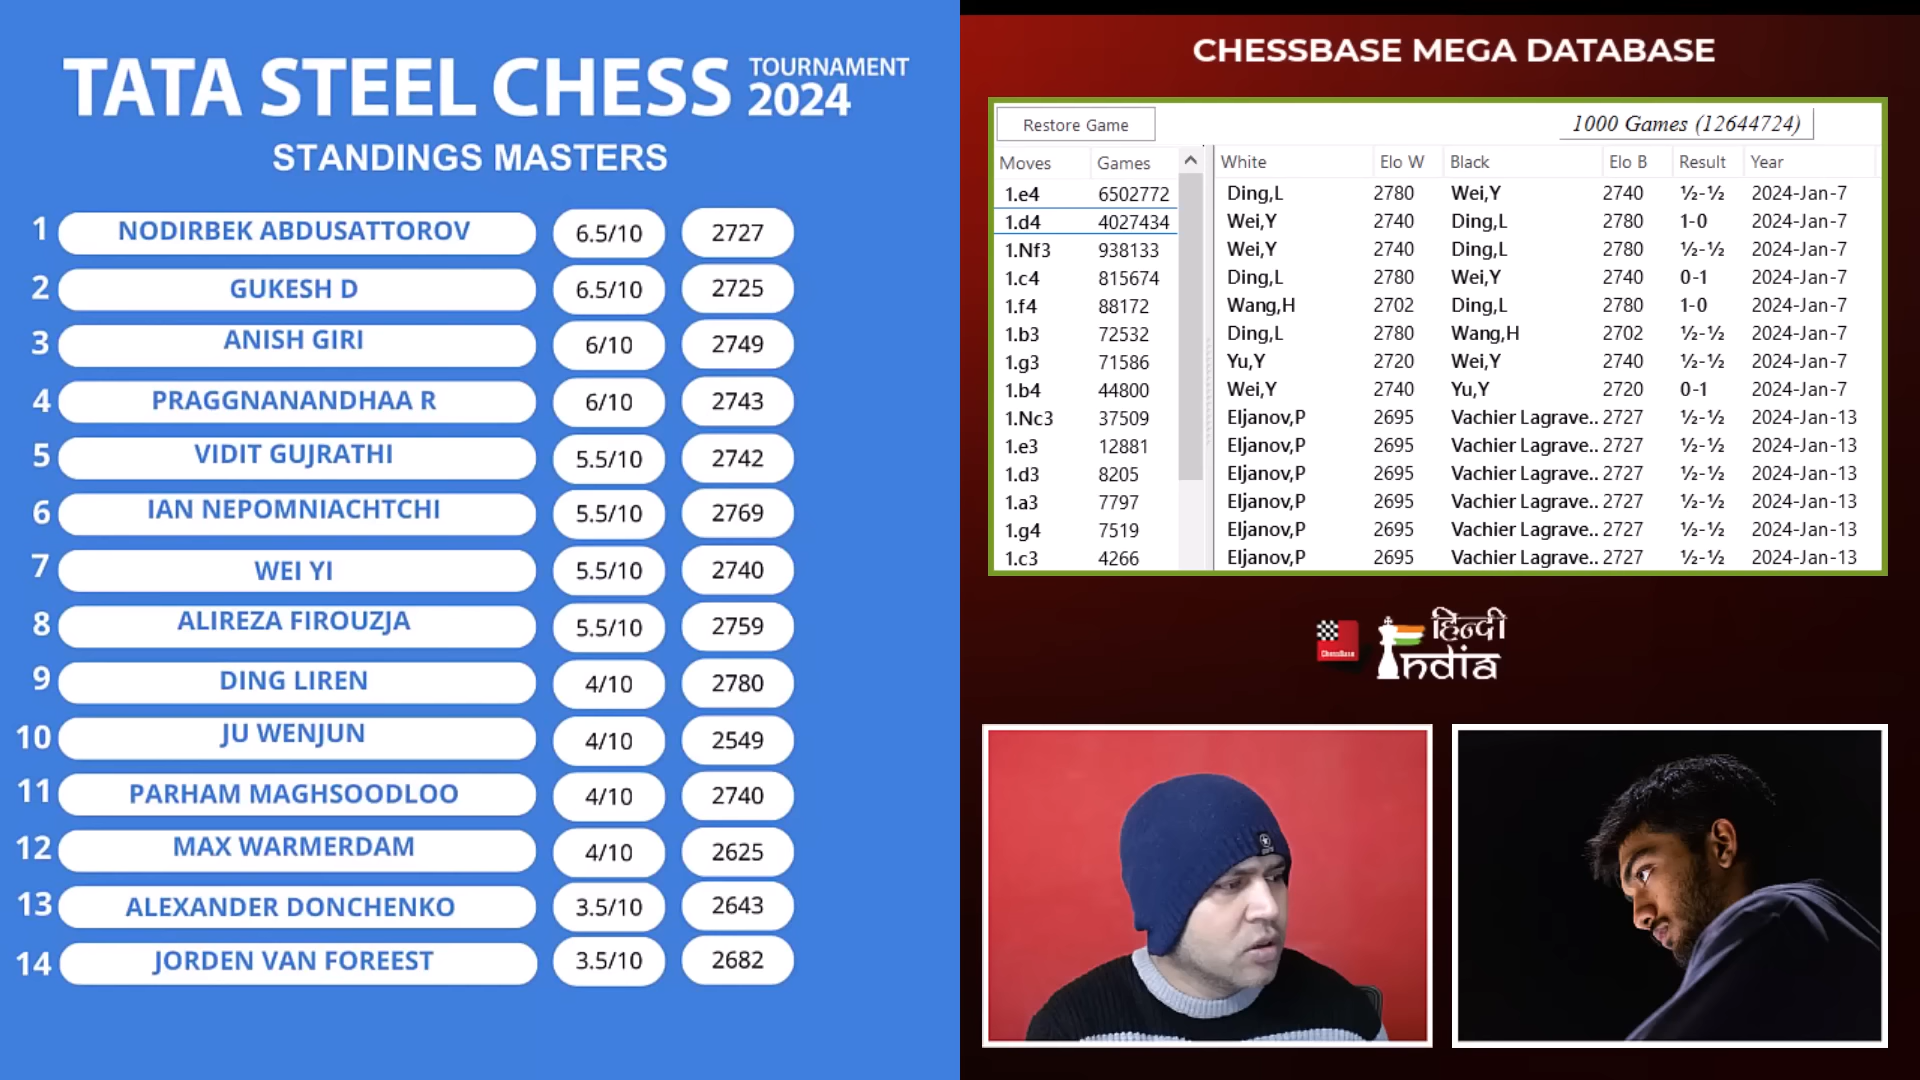 TATA STEEL CHESS TOURNAMENT 2024
STANDINGS MASTERS
1 NODIRBEK ABDUSATTOROV 6.5/10 2727
2 GUKESH D 6.5/10 2725
3 ANISH GIRI 6/10 2749
4 PRAGGNANANDHAA R 6/10 2743
5 VIDIT GUJRATHI 5.5/10 2742
6 IAN NEPOMNIACHTCHI 5.5/10 2769
7 WEI YI 5.5/10 2740
8 ALIREZA FIROUZJA 5.5/10 2759
9 DING LIREN 4/10 2780
10 JU WENJUN 4/10 2549
11 PARHAM MAGHSOODLOO 4/10 2740
12 MAX WARMERDAM 4/10 2625
13 ALEXANDER DONCHENKO 3.5/10 2643
14 JORDEN VAN FOREEST 3.5/10 2682
CHESSBASE MEGA DATABASE
Restore Game
1000 Games (12644724)
Moves Games
1.e4 6502772
1.d4 4027434
1.Nf3 938133
1.c4 815674
1.f4 88172
1.b3 72532
1.g3 71586
1.b4 44800
1.Nc3 37509
1.e3 12881
1.d3 8205
1.a3 7797
1.g4 7519
1.c3 4266
White Elo W Black Elo B Result Year
Ding,L 2780 Wei,Y 2740 ½-½ 2024-Jan-7
Wei,Y 2740 Ding,L 2780 1-0 2024-Jan-7
Wei,Y 2740 Ding,L 2780 ½-½ 2024-Jan-7
Ding,L 2780 Wei,Y 2740 0-1 2024-Jan-7
Wang,H 2702 Ding,L 2780 1-0 2024-Jan-7
Ding,L 2780 Wang,H 2702 ½-½ 2024-Jan-7
Yu,Y 2720 Wei,Y 2740 ½-½ 2024-Jan-7
Wei,Y 2740 Yu,Y 2720 0-1 2024-Jan-7
Eljanov,P 2695 Vachier Lagrave.. 2727 ½-½ 2024-Jan-13
Eljanov,P 2695 Vachier Lagrave.. 2727 ½-½ 2024-Jan-13
Eljanov,P 2695 Vachier Lagrave.. 2727 ½-½ 2024-Jan-13
Eljanov,P 2695 Vachier Lagrave.. 2727 ½-½ 2024-Jan-13
Eljanov,P 2695 Vachier Lagrave.. 2727 ½-½ 2024-Jan-13
Eljanov,P 2695 Vachier Lagrave.. 2727 ½-½ 2024-Jan-13
ChessBase
हिन्दी
India